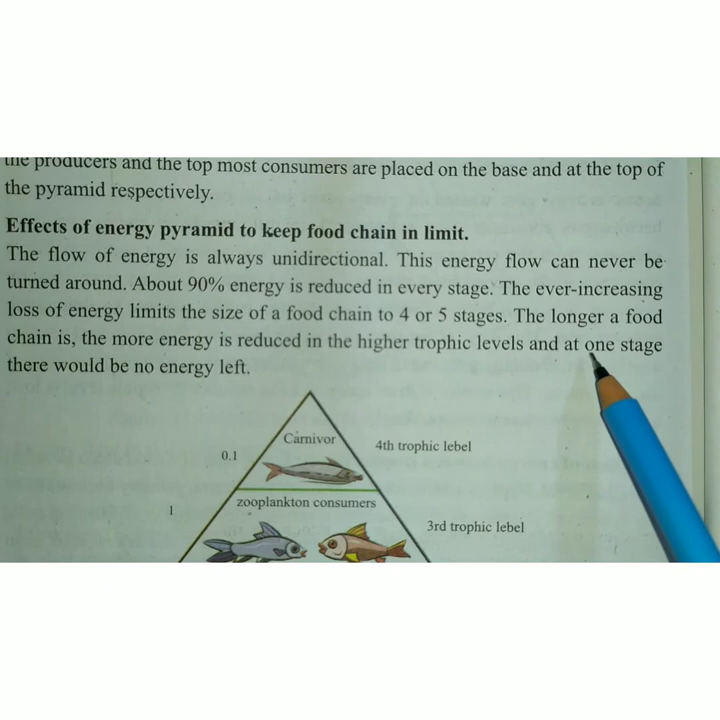 the producers and the top most consumers are placed on the base and at the top of
the pyramid respectively.
Effects of energy pyramid to keep food chain in limit.
The flow of energy is always unidirectional. This energy flow can never be
turned around. About 90% energy is reduced in every stage. The ever-increasing
loss of energy limits the size of a food chain to 4 or 5 stages. The longer a food
chain is, the more energy is reduced in the higher trophic levels and at one stage
there would be no energy left.
Carnivor
0.1
4th trophic lebel
zooplankton consumers
1
3rd trophic lebel